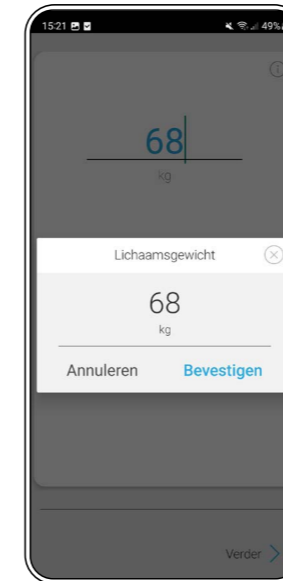 15:21 49%
68
kg
Lichaamsgewicht
68
kg
Annuleren Bevestigen
Verder